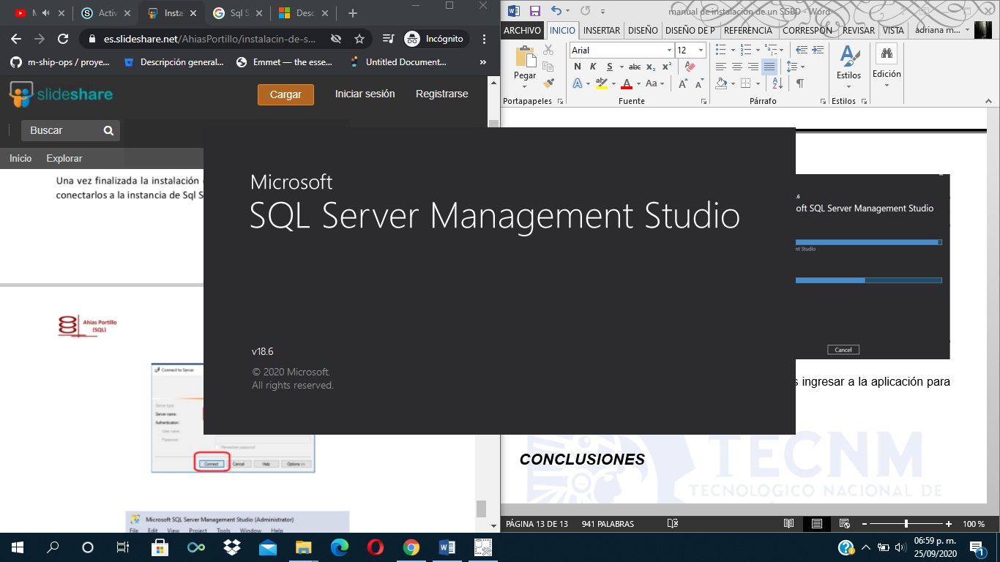 Activ
Insta
Sql S
Desc
es.slideshare.net/AhiasPortillo/instalacin-de-s...
Incógnito
m-ship-ops / proye...
Descripción general...
Emmet — the esse...
Untitled Document...
»
slideshare
Cargar
Iniciar sesión
Registrarse
Buscar
Inicio
Explorar
Una vez finalizada la instalación
conectarlos a la instancia de Sql S
Ahias Portillo
(SQL)
Connect to Server
Server type:
Server name:
Authentication:
User name:
Password:
Remember password
Connect
Cancel
Help
Options >>
Microsoft SQL Server Management Studio (Administrator)
File Edit View Project Tools Window Help
Microsoft
SQL Server Management Studio
v18.6
© 2020 Microsoft.
All rights reserved.
manual de instalación de un SGBD - Word
ARCHIVO
INICIO
INSERTAR
DISEÑO
DISEÑO DE P
REFERENCIA
CORRESPON
REVISAR
VISTA
adriana m...
Pegar
Portapapeles
Arial
12
N K S abc x₂ x²
A aby A Aa A A
Fuente
Párrafo
Estilos
Estilos
Edición
.6
oft SQL Server Management Studio
ent Studio
Cancel
s ingresar a la aplicación para
CONCLUSIONES
TECNM
TECNOLOGICO NACIONAL DE
PÁGINA 13 DE 13
941 PALABRAS
100 %
06:59 p. m.
25/09/2020
1